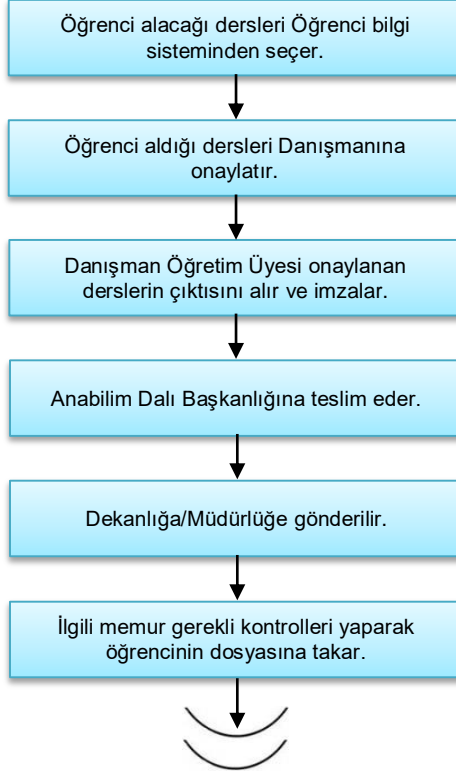 Öğrenci alacağı dersleri Öğrenci bilgi
sisteminden seçer.
Öğrenci aldığı dersleri Danışmanına
onaylatır.
Danışman Öğretim Üyesi onaylanan
derslerin çıktısını alır ve imzalar.
Anabilim Dalı Başkanlığına teslim eder.
Dekanlığa/Müdürlüğe gönderilir.
İlgili memur gerekli kontrolleri yaparak
öğrencinin dosyasına takar.